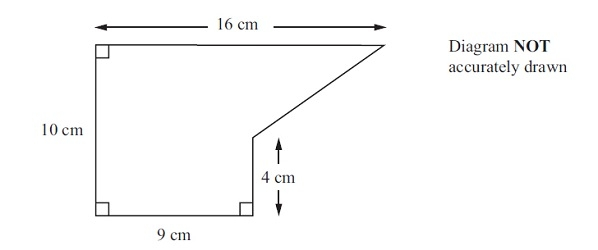 16 cm
Diagram NOT
accurately drawn
10 cm
4 cm
9 cm